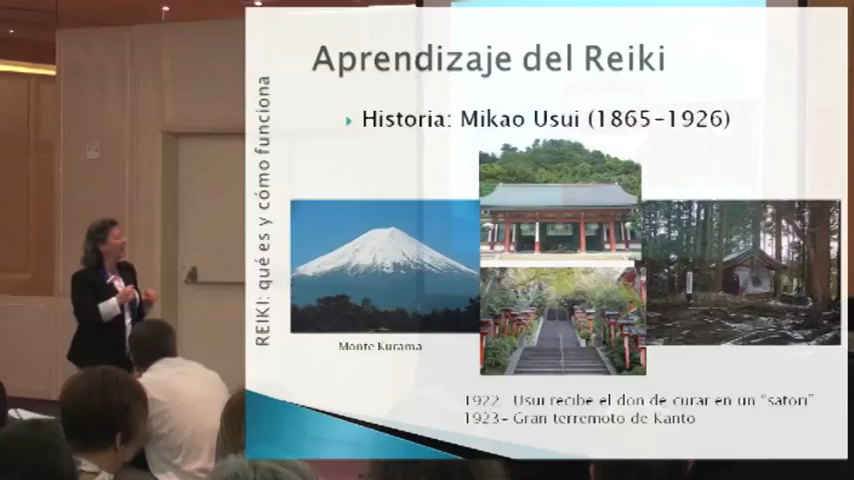 Aprendizaje del Reiki
REIKI: qué es y cómo funciona
Historia: Mikao Usui (1865-1926)
Monte Kurama
1922- Usui recibe el don de curar en un “satori”
1923- Gran terremoto de Kanto